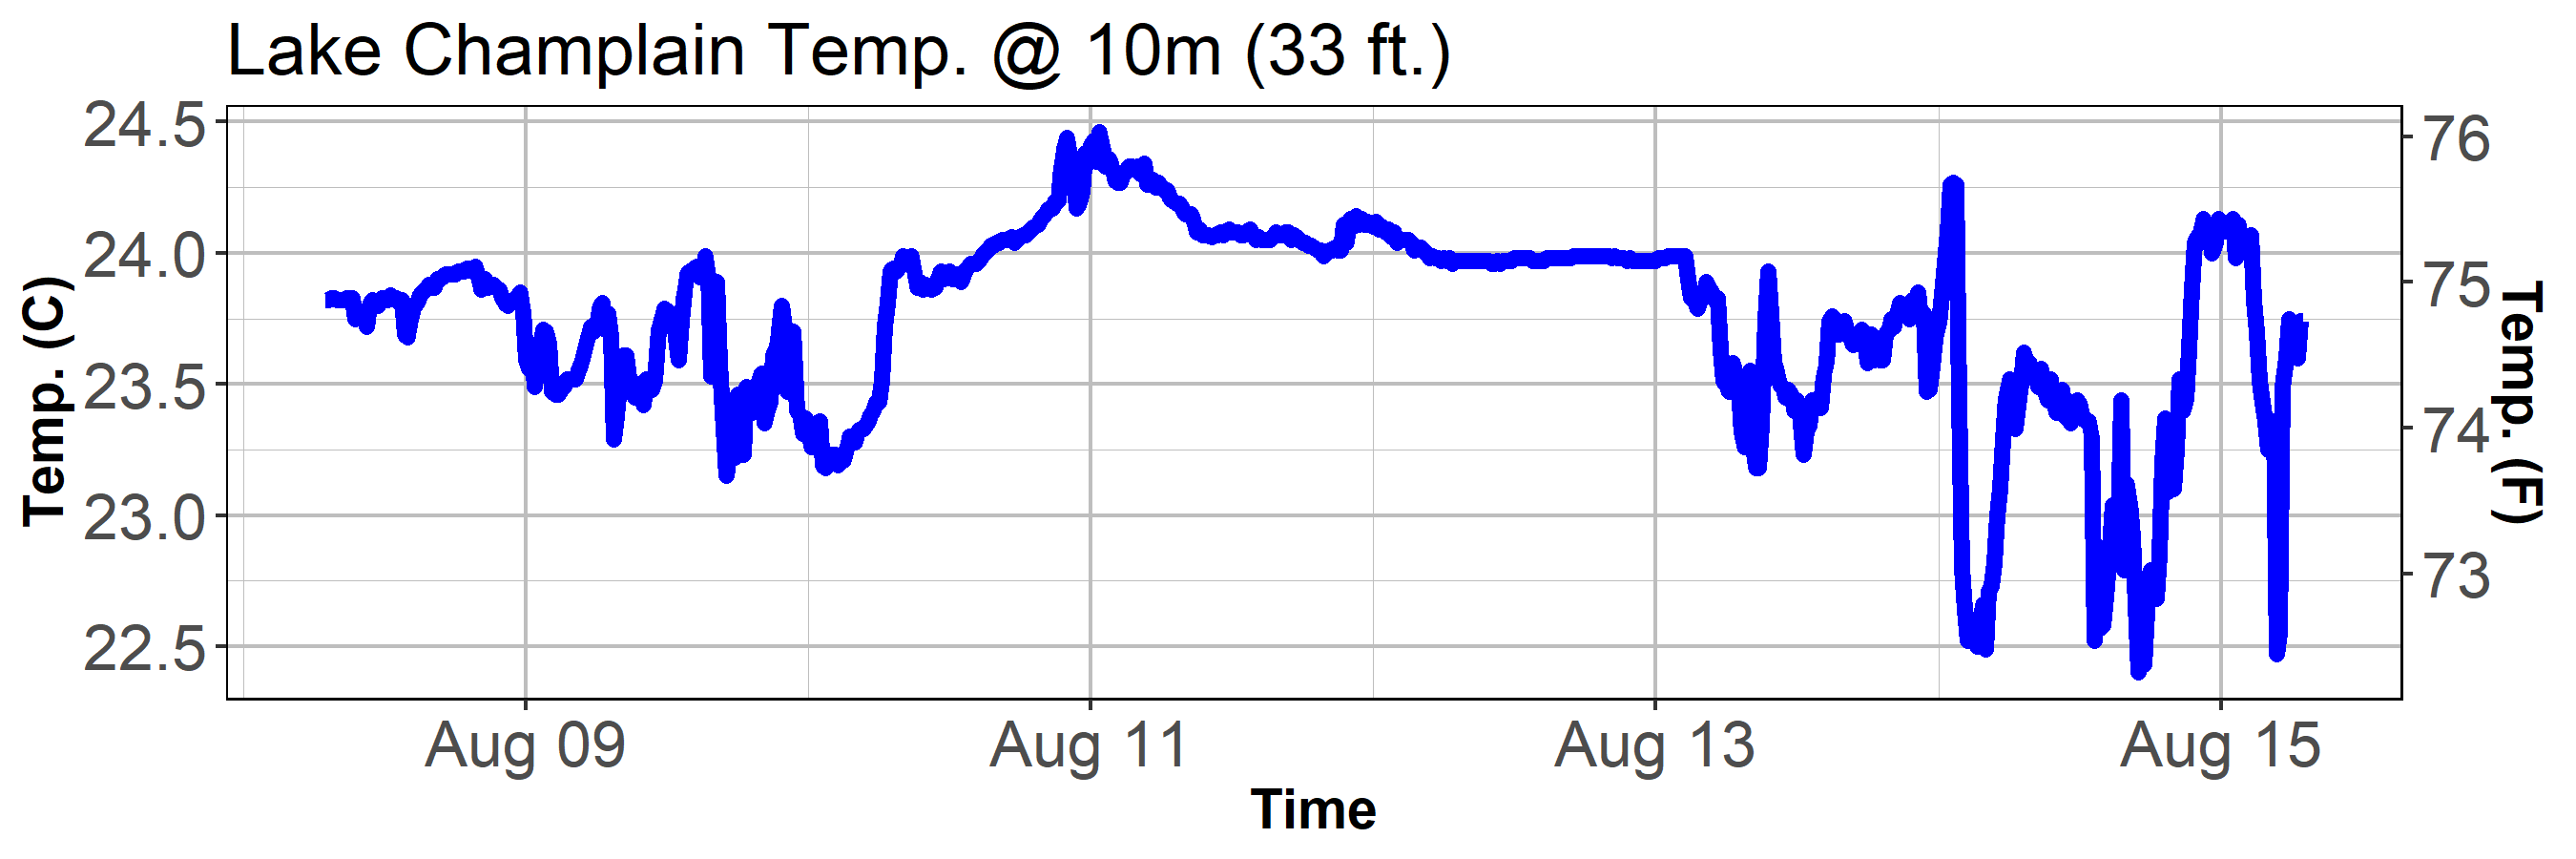 Lake Champlain Temp. @ 10m (33 ft.)
24.5
24.0
23.5
23.0
22.5
Temp. (C)
76
75
74
73
Temp. (F)
Aug 09
Aug 11
Aug 13
Aug 15
Time